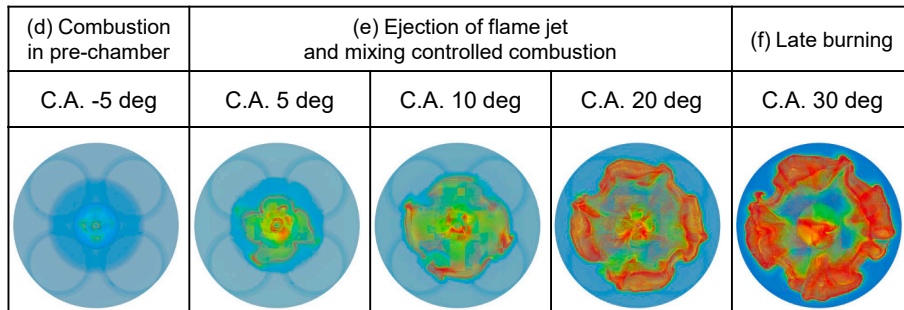 (d) Combustion
in pre-chamber
(e) Ejection of flame jet
and mixing controlled combustion
(f) Late burning
C.A. -5 deg
C.A. 5 deg
C.A. 10 deg
C.A. 20 deg
C.A. 30 deg